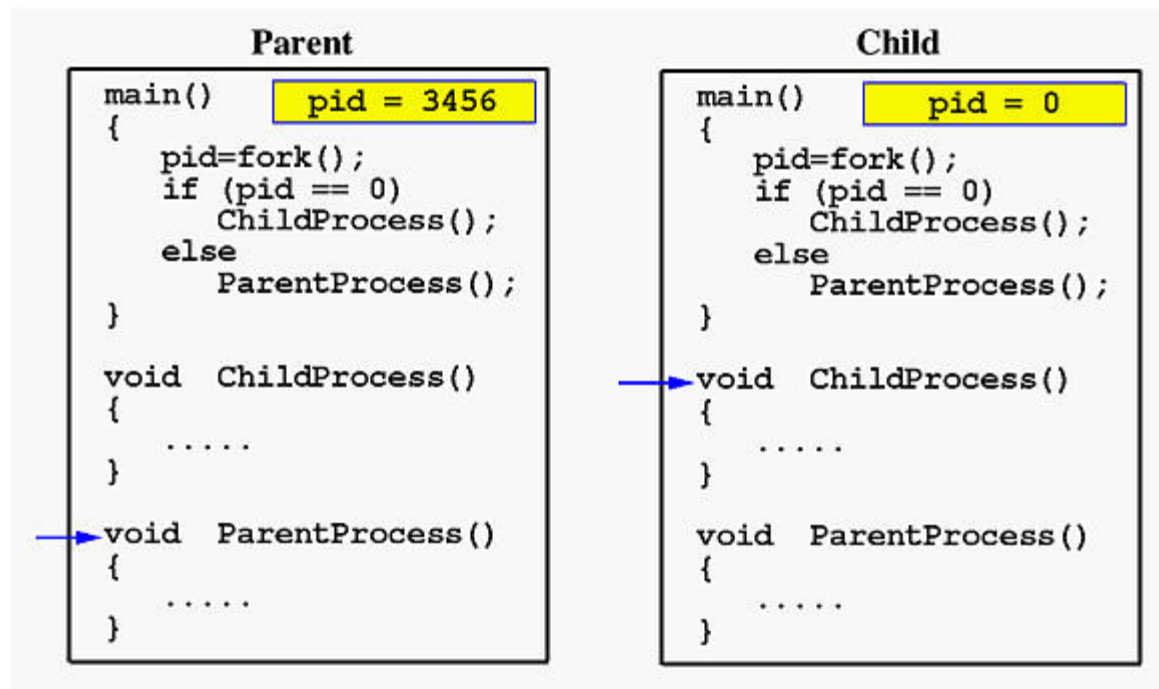 Parent
main()
pid = 3456
{
pid=fork();
if (pid == 0)
ChildProcess();
else
ParentProcess();
}
void ChildProcess()
{
.....
}
void ParentProcess()
{
.....
}
Child
main()
pid = 0
{
pid=fork();
if (pid == 0)
ChildProcess();
else
ParentProcess();
}
void ChildProcess()
{
.....
}
void ParentProcess()
{
.....
}